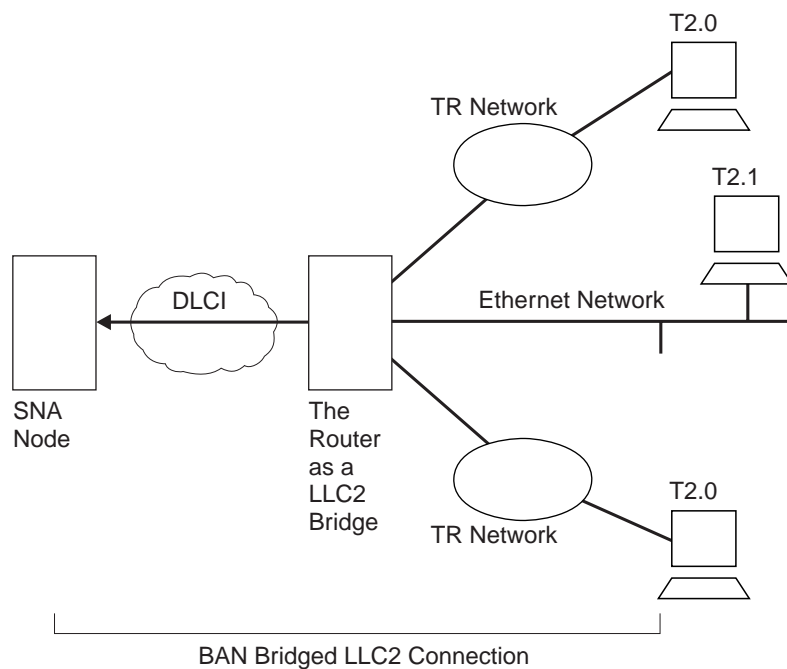 T2.0
TR Network
T2.1
DLCI
Ethernet Network
SNA
Node
The
Router
as a
LLC2
Bridge
T2.0
TR Network
BAN Bridged LLC2 Connection